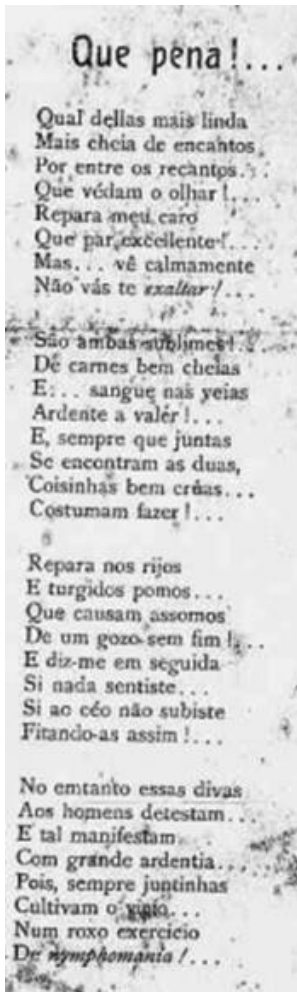 Que pena!...
Qual dellas mais linda
Mais cheia de encantos
Por entre os recantos...
Que védam o olhar!...
Repara meu caro
Que par excellente!...
Mas... vê calmamente
Não vás te exaltar!...
São ambas sublimes!...
De carnes bem cheias
E... sangue nas veias
Ardente a valér!...
E, sempre que juntas
Se encontram as duas,
Coisinhas bem crúas...
Costumam fazer!...
Repara nos rijos
E turgidos pomos...
Que causam assomos
De um gozo sem fim!...
E diz-me em seguida
Si nada sentiste...
Si ao céo não subiste
Fitando-as assim!...
No emtanto essas divas
Aos homens detestam...
E tal manifestam
Com grande ardentia...
Pois, sempre juntinhas
Cultivam o vicio...
Num roxo exercicio
De nymphomania!...